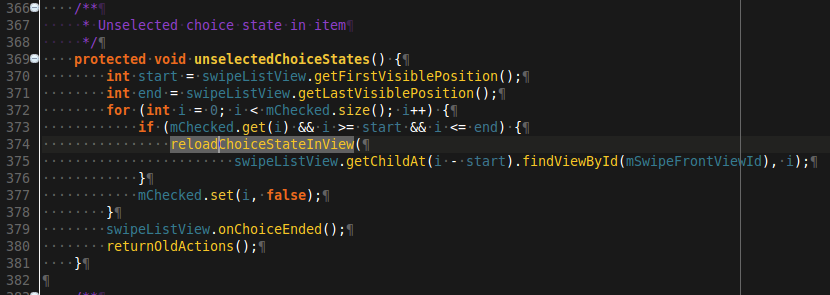 366 /**¶
367 * Unselected choice state in item¶
368 */¶
369 protected void unselectedChoiceStates() {¶
370 int start = swipeListView.getFirstVisiblePosition();¶
371 int end = swipeListView.getLastVisiblePosition();¶
372 for (int i = 0; i < mChecked.size(); i++) {¶
373 if (mChecked.get(i) && i >= start && i <= end) {¶
374 reloadChoiceStateInView(¶
375 swipeListView.getChildAt(i - start).findViewById(mSwipeFrontViewId), i);¶
376 }¶
377 mChecked.set(i, false);¶
378 }¶
379 swipeListView.onChoiceEnded();¶
380 returnOldActions();¶
381 }¶
382 ¶
383 /**¶